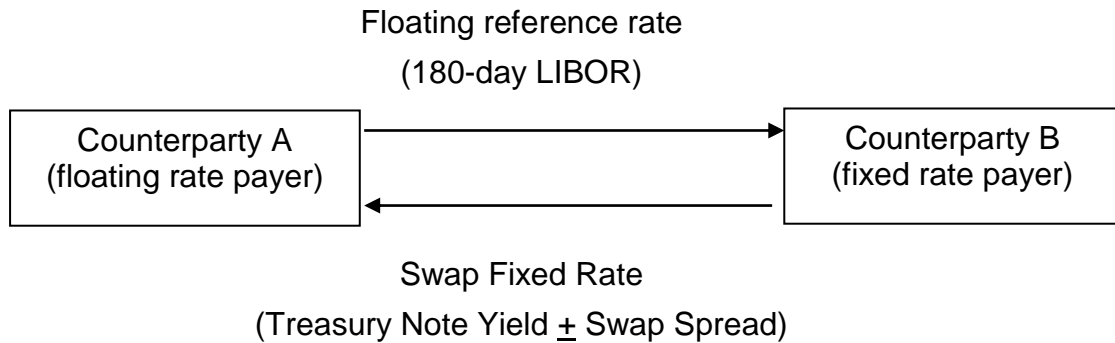 Floating reference rate
(180-day LIBOR)
Counterparty A
(floating rate payer)
Counterparty B
(fixed rate payer)
Swap Fixed Rate
(Treasury Note Yield ± Swap Spread)